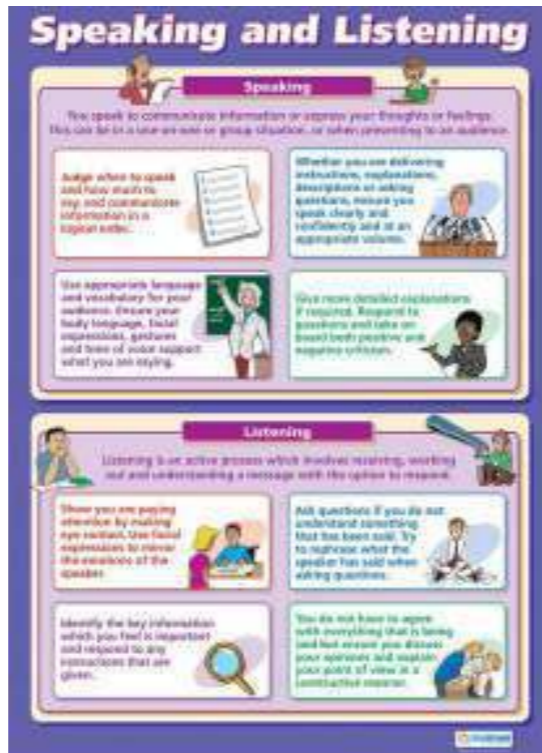 Speaking and Listening
Speaking
You speak to communicate information or express your thoughts or feelings.
This can be in a one-on-one or group situation, or when presenting to an audience.
Judge when to speak
and how much to
say, and communicate
information in a
logical order.
Whether you are delivering
instructions, explanations,
descriptions or asking
questions, ensure you
speak clearly and
confidently and at an
appropriate volume.
Use appropriate language
and vocabulary for your
audience. Ensure your
body language, facial
expressions, gestures
and tone of voice support
what you are saying.
Give more detailed explanations
if required. Respond to
questions and take on
board both positive and
negative criticism.
Listening
Listening is an active process which involves receiving, working
out and understanding a message with the option to respond.
Show you are paying
attention by making
eye contact. Use facial
expressions to mirror
the emotions of the
speaker.
Ask questions if you do not
understand something
that has been said. Try
to rephrase what the
speaker has said when
asking questions.
Identify the key information
which you feel is important
and respond to any
instructions that are
given.
You do not have to agree
with everything that is being
said but ensure you discuss
your opinions and explain
your point of view in a
constructive manner.